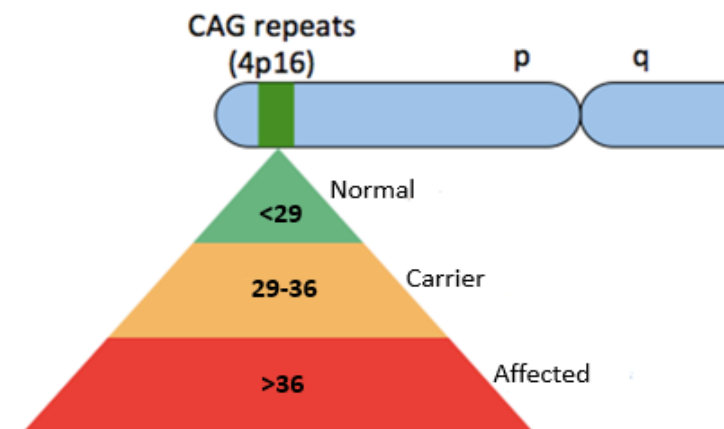 CAG repeats
(4p16)
p
q
Normal
<29
29-36
Carrier
>36
Affected